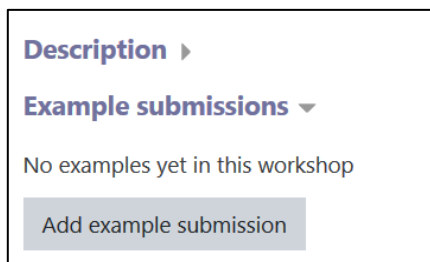 Description
Example submissions
No examples yet in this workshop
Add example submission